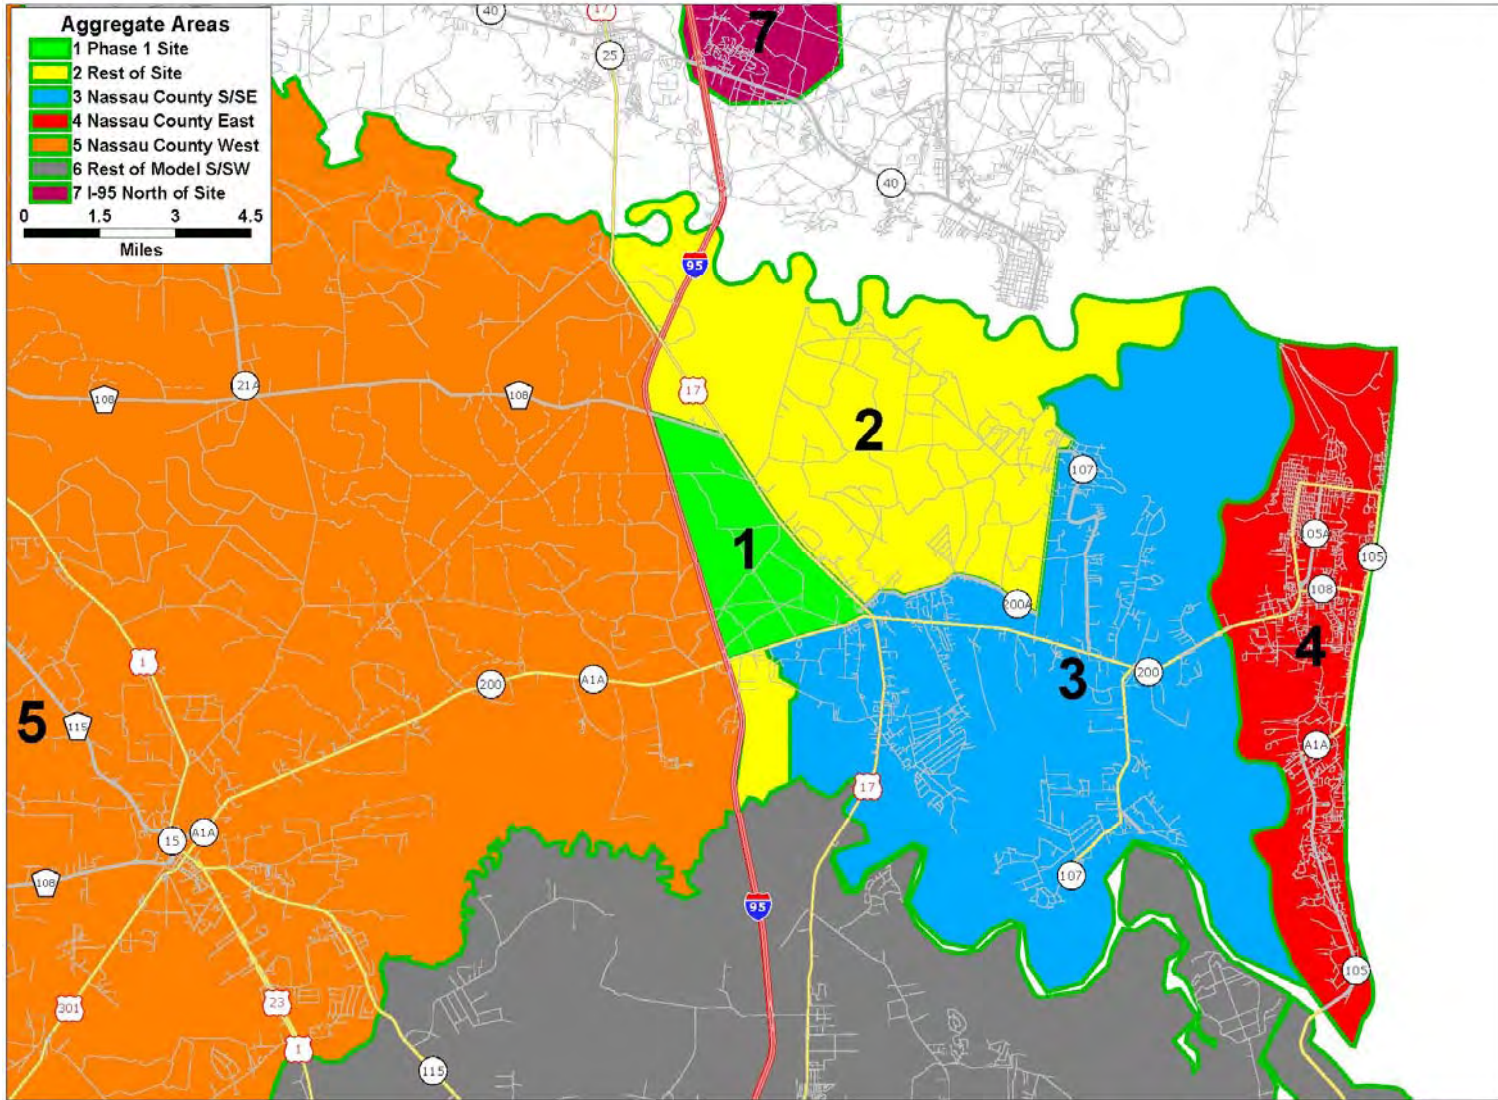 Aggregate Areas
1 Phase 1 Site
2 Rest of Site
3 Nassau County S/SE
4 Nassau County East
5 Nassau County West
6 Rest of Model S/SW
7 I-95 North of Site
0 1.5 3 4.5
Miles
40
17
7
25
40
95
21A
108
108
17
2
107
1
105A
105
108
200A
1
200
A1A
3
200
4
5
115
A1A
17
15
A1A
108
107
95
301
23
105
1
115